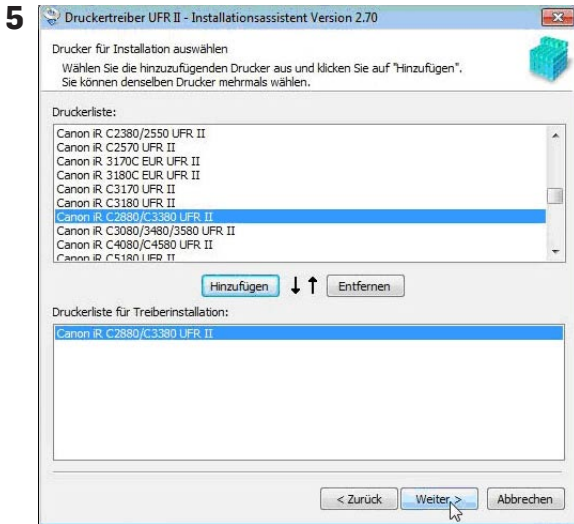 5
Druckertreiber UFR II - Installationsassistent Version 2.70
Drucker für Installation auswählen
Wählen Sie die hinzuzufügenden Drucker aus und klicken Sie auf "Hinzufügen".
Sie können denselben Drucker mehrmals wählen.
Druckerliste:
Canon iR C2380/2550 UFR II
Canon iR C2570 UFR II
Canon iR 3170C EUR UFR II
Canon iR 3180C EUR UFR II
Canon iR C3170 UFR II
Canon iR C3180 UFR II
Canon iR C2880/C3380 UFR II
Canon iR C3080/3480/3580 UFR II
Canon iR C4080/C4580 UFR II
Canon iR C5180 UFR II
Hinzufügen ↓ ↑ Entfernen
Druckerliste für Treiberinstallation:
Canon iR C2880/C3380 UFR II
< Zurück Weiter > Abbrechen